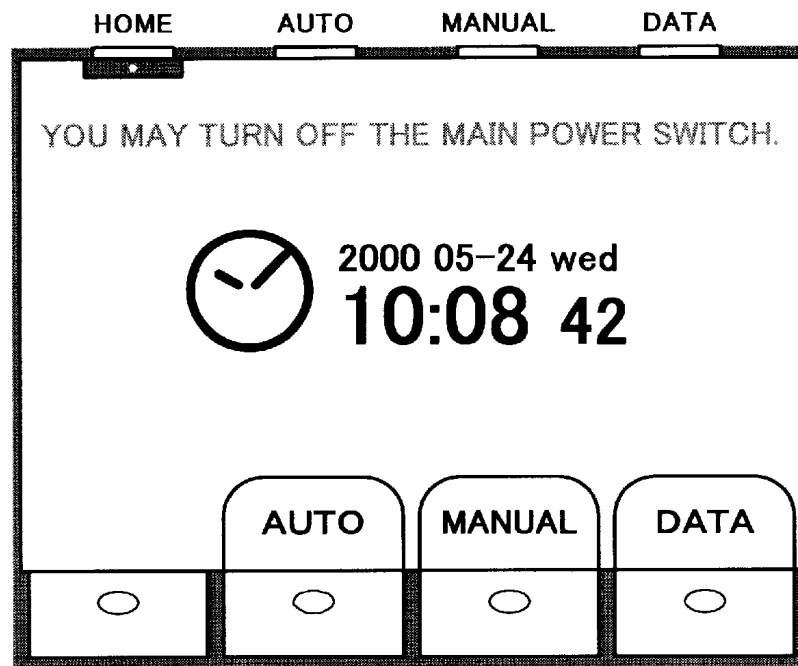 HOME AUTO MANUAL DATA
YOU MAY TURN OFF THE MAIN POWER SWITCH.
2000 05-24 wed
10:08 42
AUTO MANUAL DATA